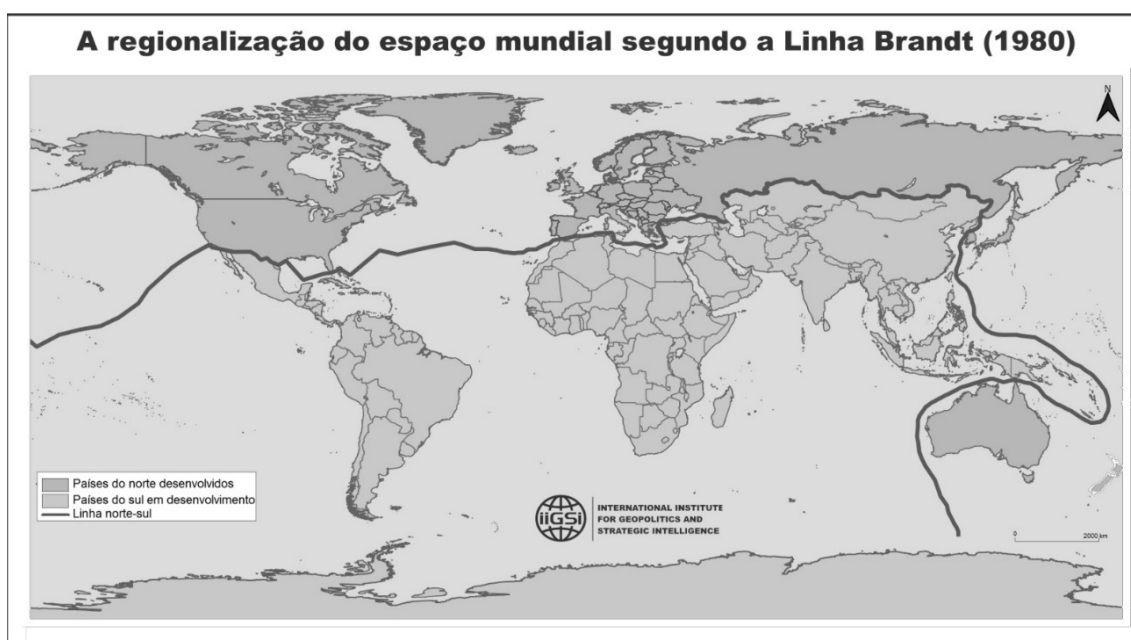 A regionalização do espaço mundial segundo a Linha Brandt (1980)
N
Países do norte desenvolvidos
Países do sul em desenvolvimento
Linha norte-sul
iiGSi
INTERNATIONAL INSTITUTE
FOR GEOPOLITICS AND
STRATEGIC INTELLIGENCE
0 2000 km